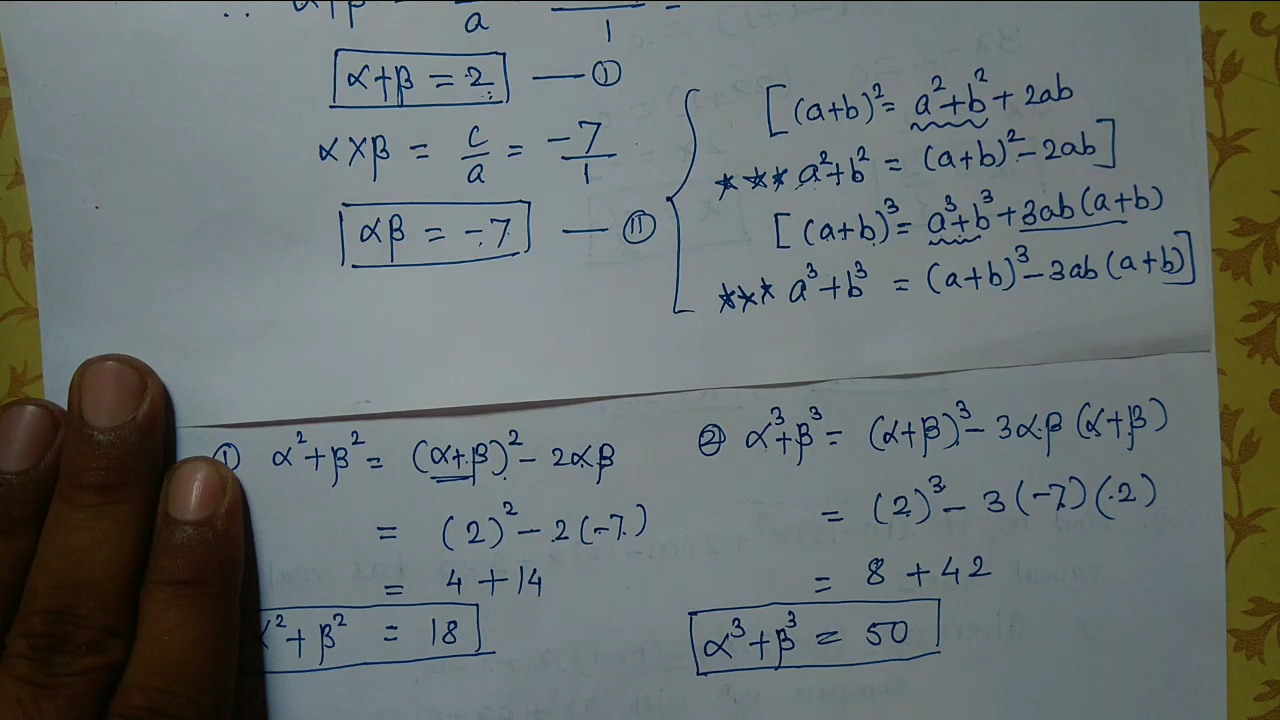 ∴ α+β = — = —
a 1
α+β = 2 — ①
α×β = c/a = -7/1
αβ = -7 — ⑪
[(a+b)² = a²+b² + 2ab
*** a²+b² = (a+b)² - 2ab]
[(a+b)³ = a³+b³ + 3ab(a+b)
*** a³+b³ = (a+b)³ - 3ab(a+b)]
① α²+β² = (α+β)² - 2αβ
= (2)² - 2(-7)
= 4 + 14
α²+β² = 18
② α³+β³ = (α+β)³ - 3αβ(α+β)
= (2)³ - 3(-7)(2)
= 8 + 42
α³+β³ = 50